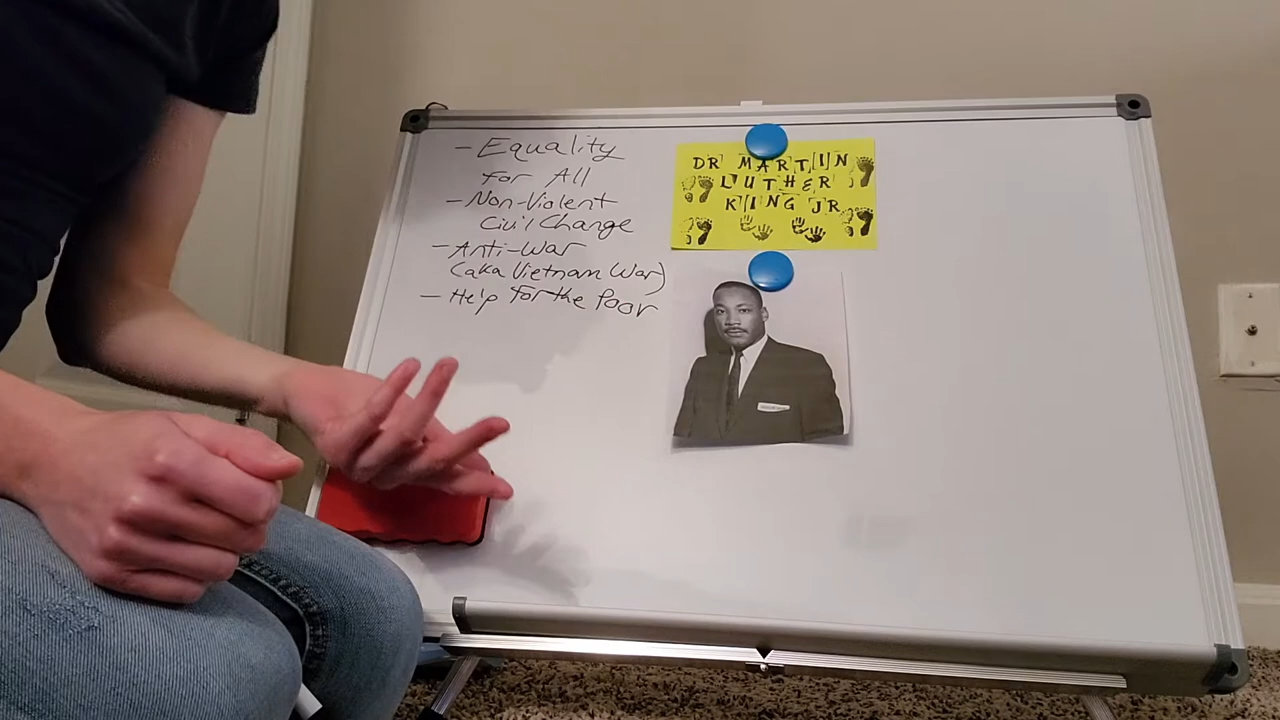 - Equality
for All
- Non-Violent
Civil Change
- Anti-War
(aka Vietnam War)
- Help for the Poor
DR MARTIN
LUTHER
KING JR